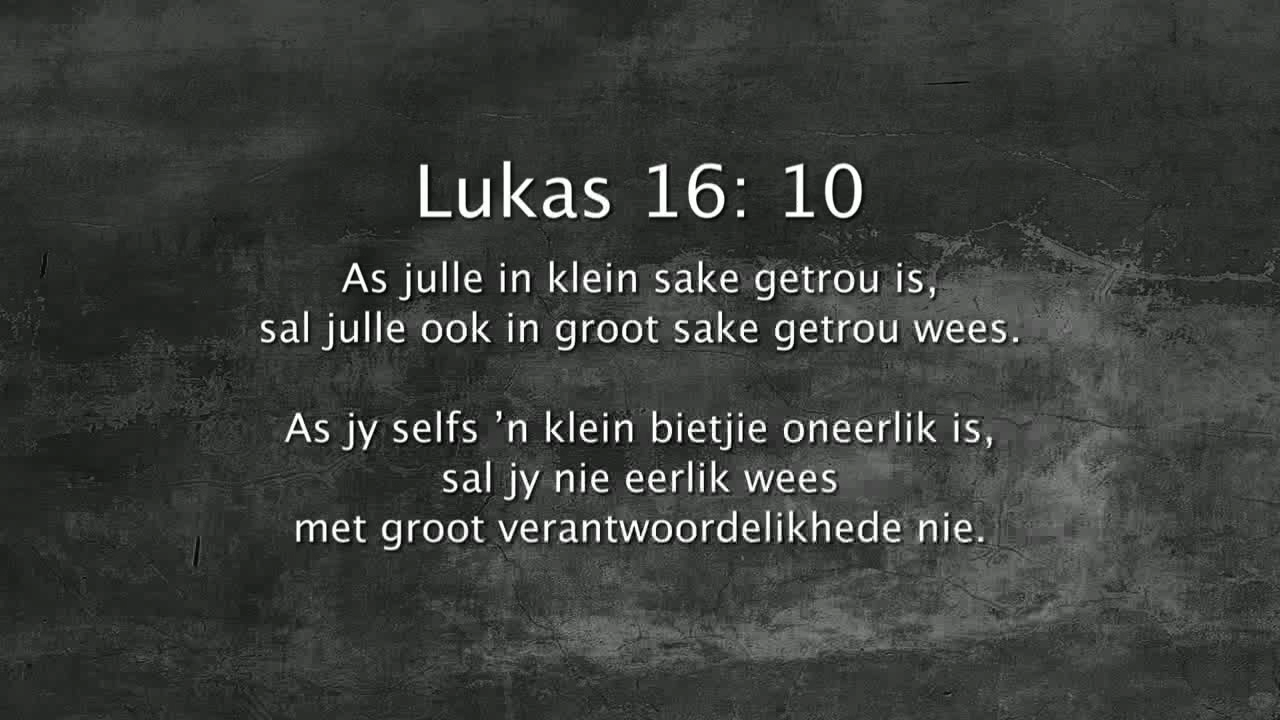 Lukas 16: 10
As julle in klein sake getrou is,
sal julle ook in groot sake getrou wees.
As jy selfs ’n klein bietjie oneerlik is,
sal jy nie eerlik wees
met groot verantwoordelikhede nie.